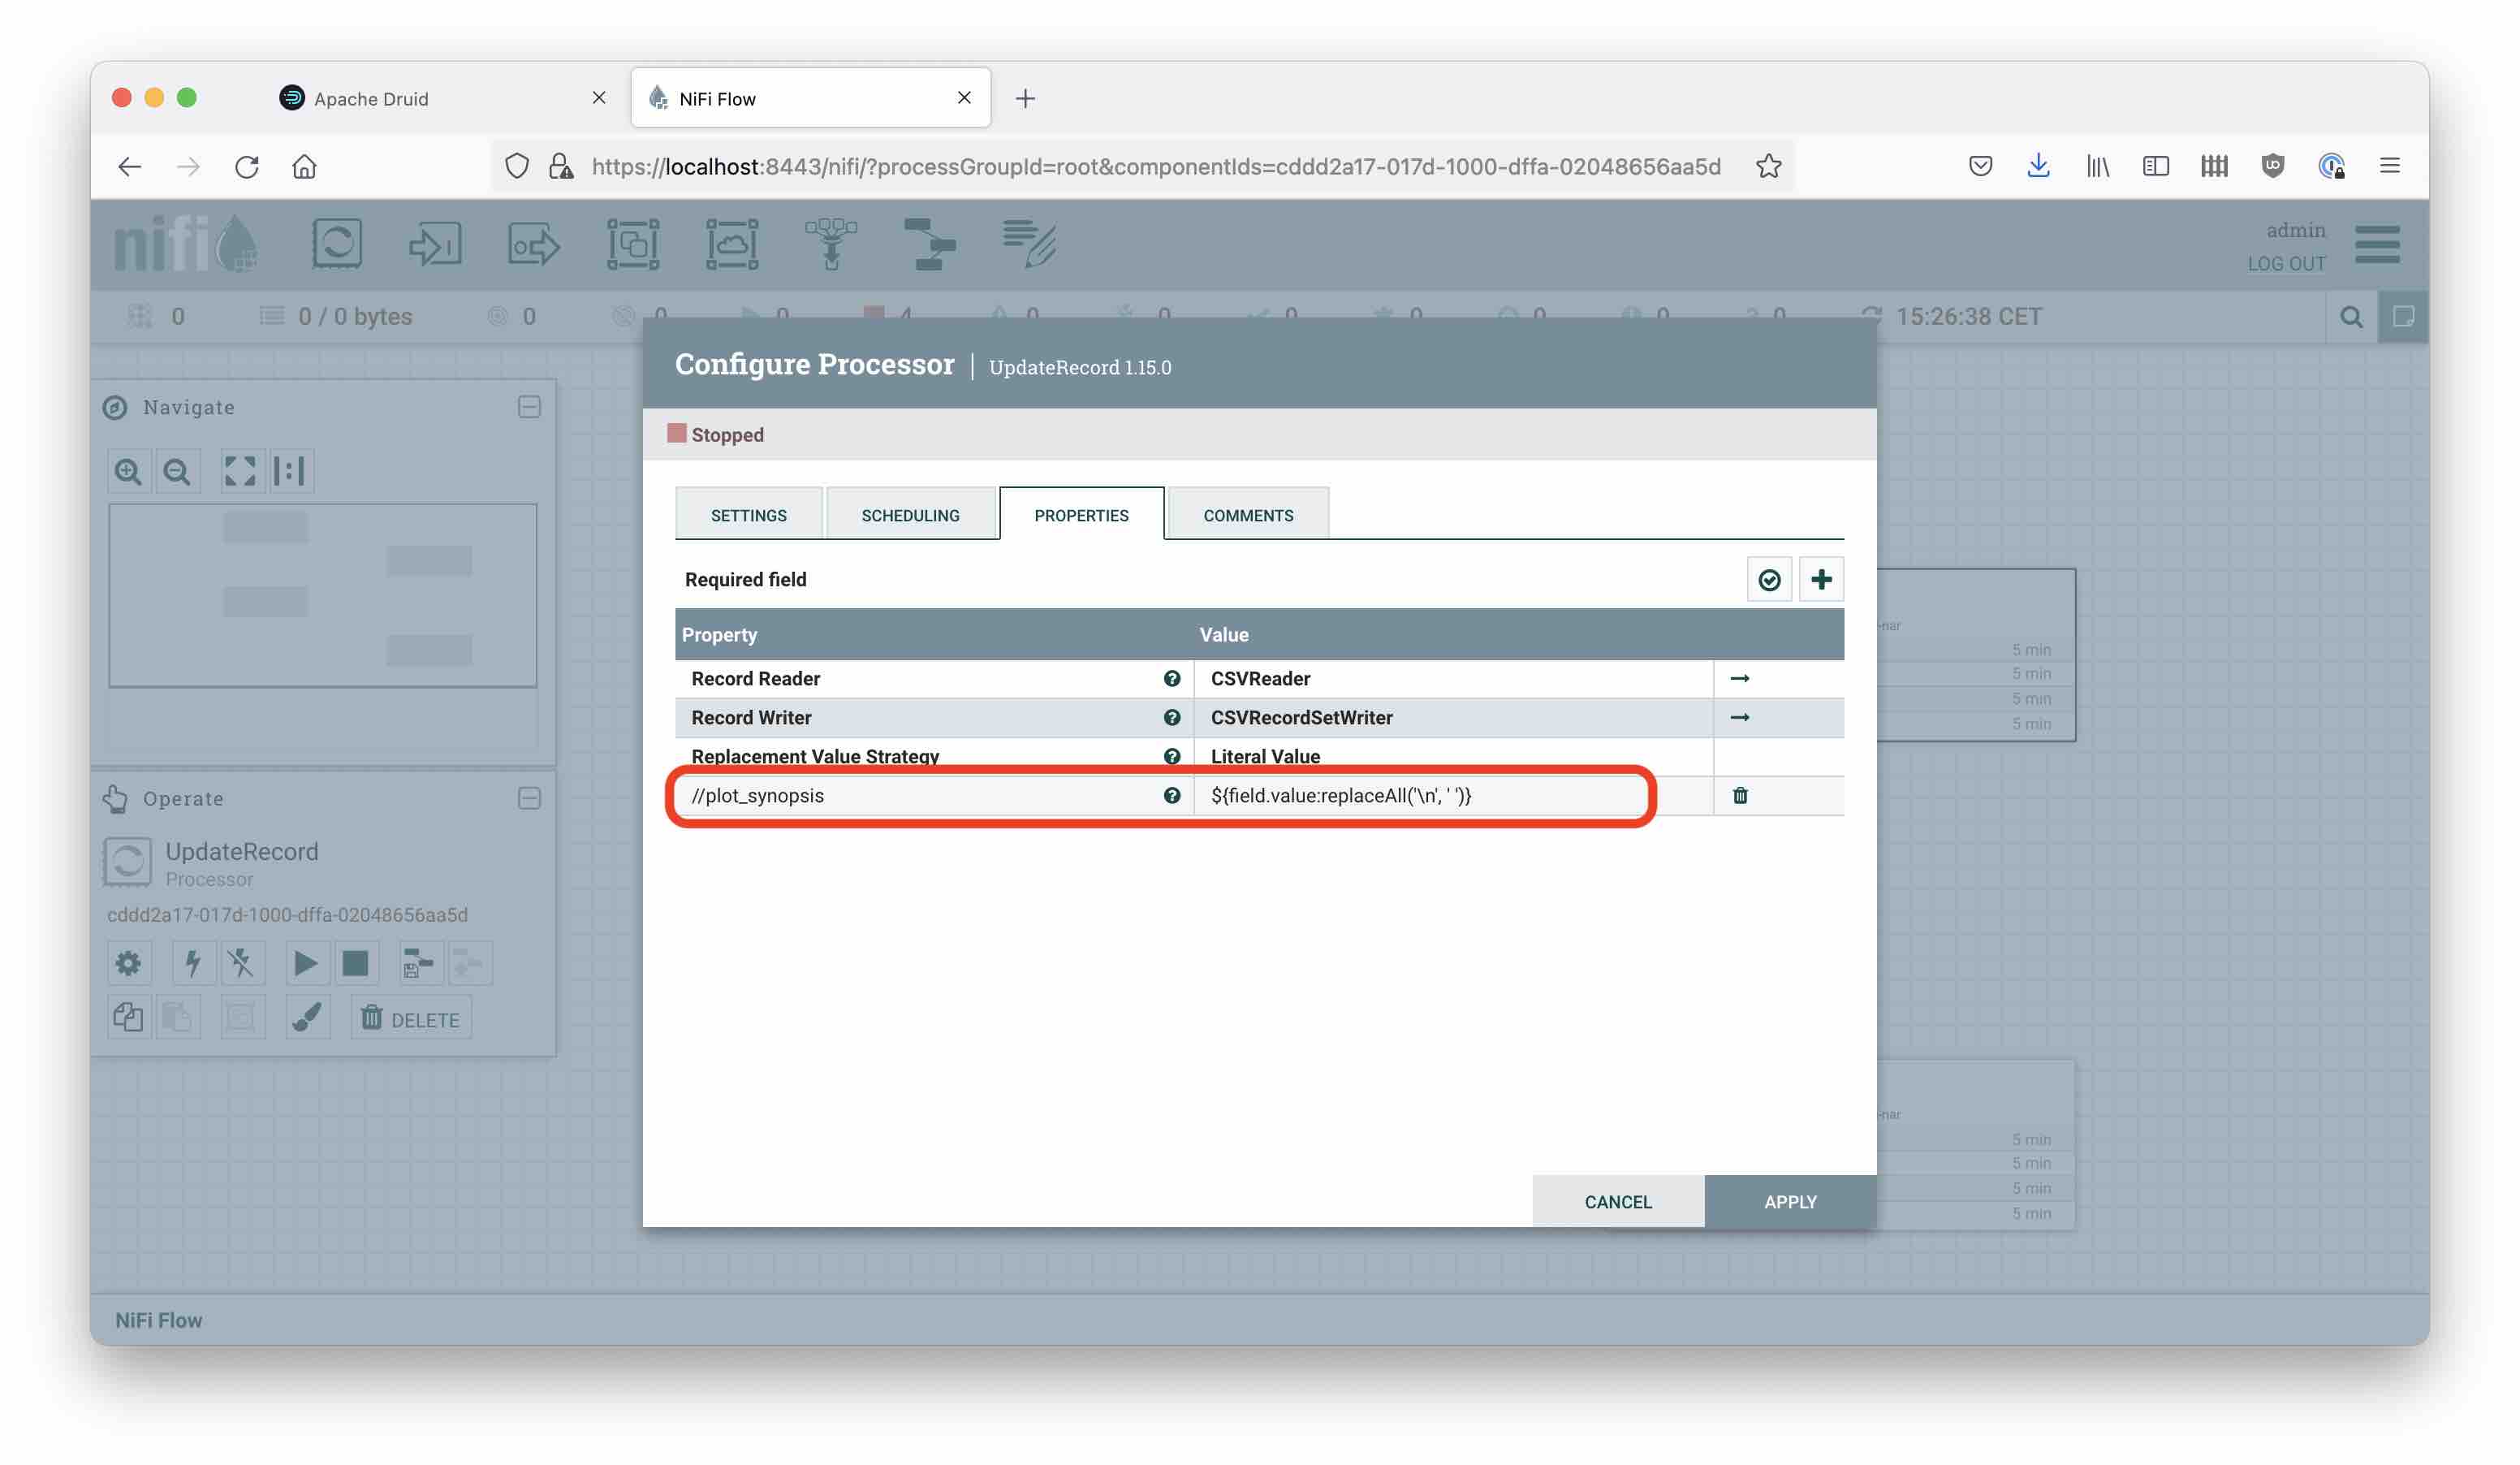 Apache Druid
NiFi Flow
https://localhost:8443/nifi/?processGroupId=root&componentIds=cddd2a17-017d-1000-dffa-02048656aa5d
nifi
admin
LOG OUT
0
0 / 0 bytes
0
0
0
4
0
0
0
0
0
0
0
15:26:38 CET
Configure Processor
UpdateRecord 1.15.0
Stopped
SETTINGS
SCHEDULING
PROPERTIES
COMMENTS
Required field
Property
Value
Record Reader
CSVReader
Record Writer
CSVRecordSetWriter
Replacement Value Strategy
Literal Value
//plot_synopsis
${field.value:replaceAll('\n', ' ')}
CANCEL
APPLY
Navigate
Operate
UpdateRecord
Processor
cddd2a17-017d-1000-dffa-02048656aa5d
DELETE
-nar
5 min
5 min
5 min
5 min
-nar
5 min
5 min
5 min
5 min
NiFi Flow